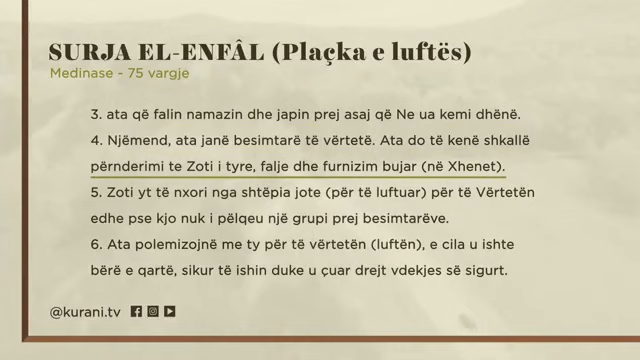 SURJA EL-ENFÂL (Plaçka e luftës)
Medinase - 75 vargje
3. ata që falin namazin dhe japin prej asaj që Ne ua kemi dhënë.
4. Njëmend, ata janë besimtarë të vërtetë. Ata do të kenë shkallë
përnderimi te Zoti i tyre, falje dhe furnizim bujar (në Xhenet).
5. Zoti yt të nxori nga shtëpia jote (për të luftuar) për të Vërtetën
edhe pse kjo nuk i pëlqeu një grupi prej besimtarëve.
6. Ata polemizojnë me ty për të vërtetën (luftën), e cila u ishte
bërë e qartë, sikur të ishin duke u çuar drejt vdekjes së sigurt.
@kurani.tv